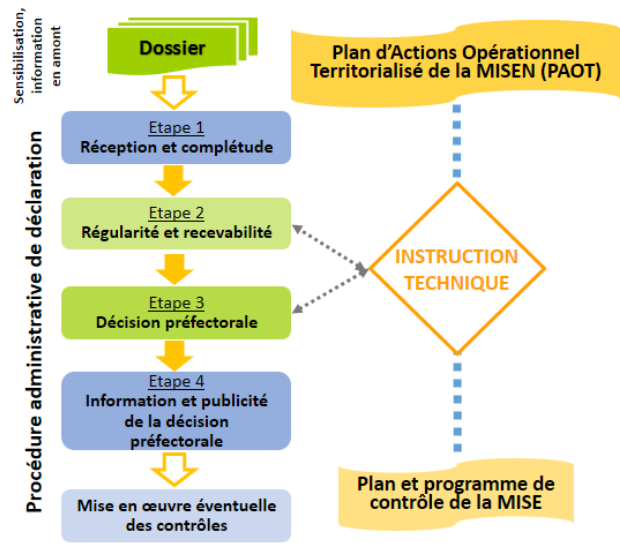 Sensibilisation,
information
en amont
Dossier
Plan d'Actions Opérationnel
Territorialisé de la MISEN (PAOT)
Procédure administrative de déclaration
Etape 1
Réception et complétude
Etape 2
Régularité et recevabilité
INSTRUCTION
TECHNIQUE
Etape 3
Décision préfectorale
Etape 4
Information et publicité
de la décision
préfectorale
Mise en œuvre éventuelle
des contrôles
Plan et programme de
contrôle de la MISE